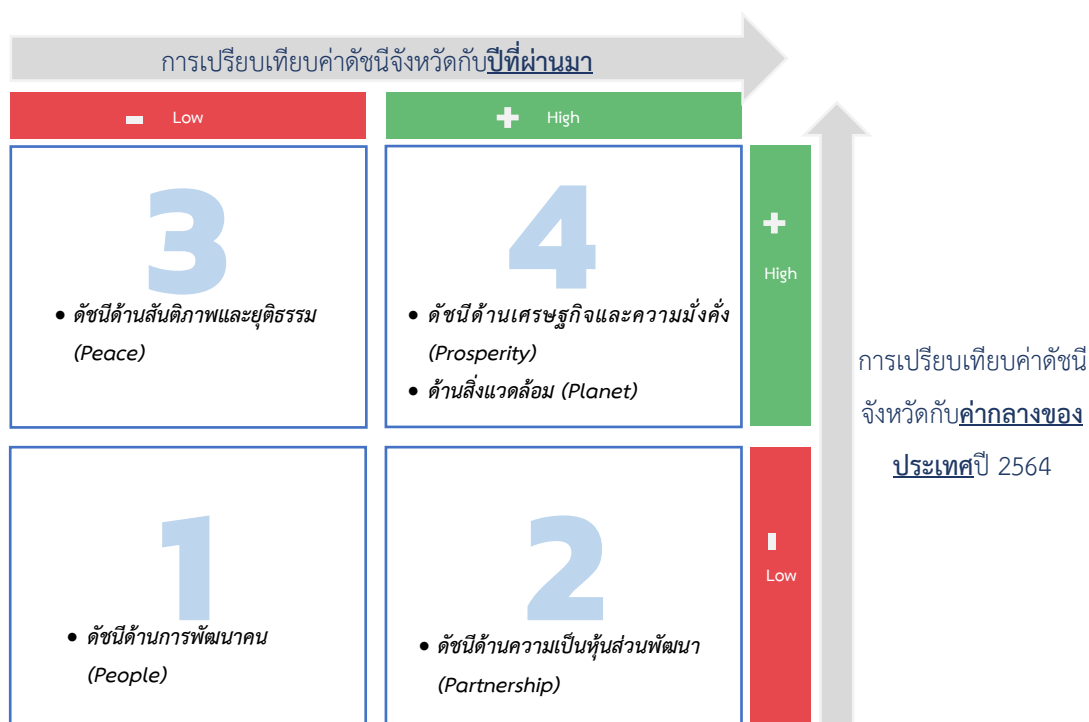 การเปรียบเทียบค่าดัชนีจังหวัดกับปีที่ผ่านมา
Low
High
3
• ดัชนีด้านสันติภาพและยุติธรรม
(Peace)
4
• ดัชนีด้านเศรษฐกิจและความมั่งคั่ง
(Prosperity)
• ด้านสิ่งแวดล้อม (Planet)
High
การเปรียบเทียบค่าดัชนี
จังหวัดกับค่ากลางของ
ประเทศปี 2564
1
• ดัชนีด้านการพัฒนาคน
(People)
2
• ดัชนีด้านความเป็นหุ้นส่วนพัฒนา
(Partnership)
Low